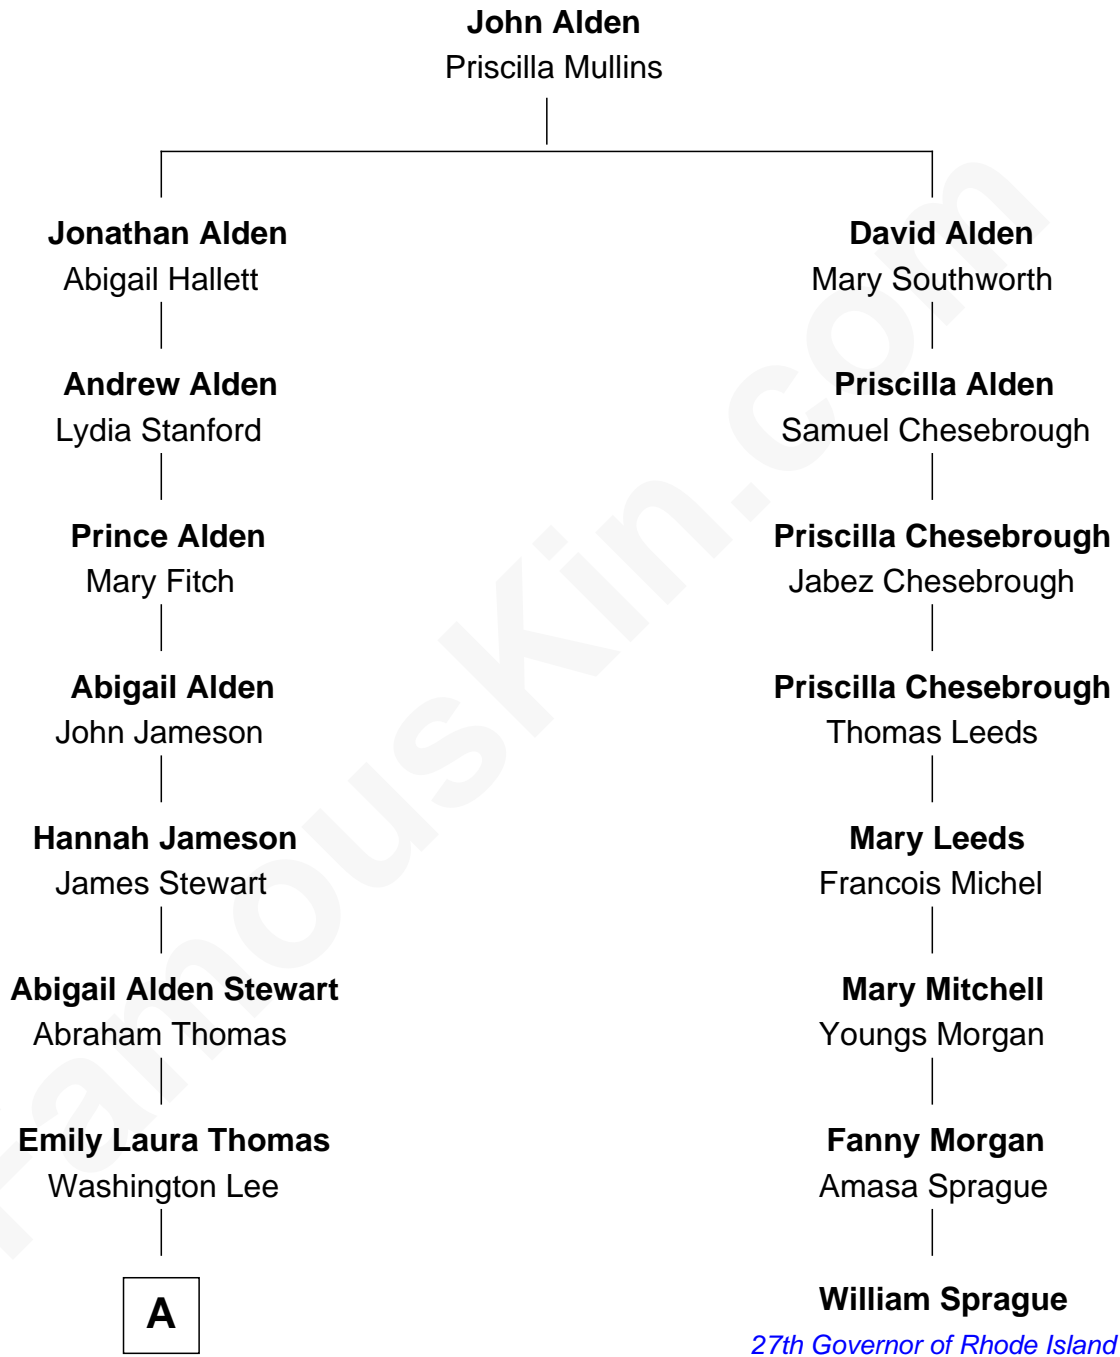 John Alden
Priscilla Mullins
Jonathan Alden
Abigail Hallett
David Alden
Mary Southworth
Andrew Alden
Lydia Stanford
Priscilla Alden
Samuel Chesebrough
Prince Alden
Mary Fitch
Priscilla Chesebrough
Jabez Chesebrough
Abigail Alden
John Jameson
Priscilla Chesebrough
Thomas Leeds
Hannah Jameson
James Stewart
Mary Leeds
Francois Michel
Abigail Alden Stewart
Abraham Thomas
Mary Mitchell
Youngs Morgan
Emily Laura Thomas
Washington Lee
Fanny Morgan
Amasa Sprague
A
William Sprague
27th Governor of Rhode Island
FamousKin.com